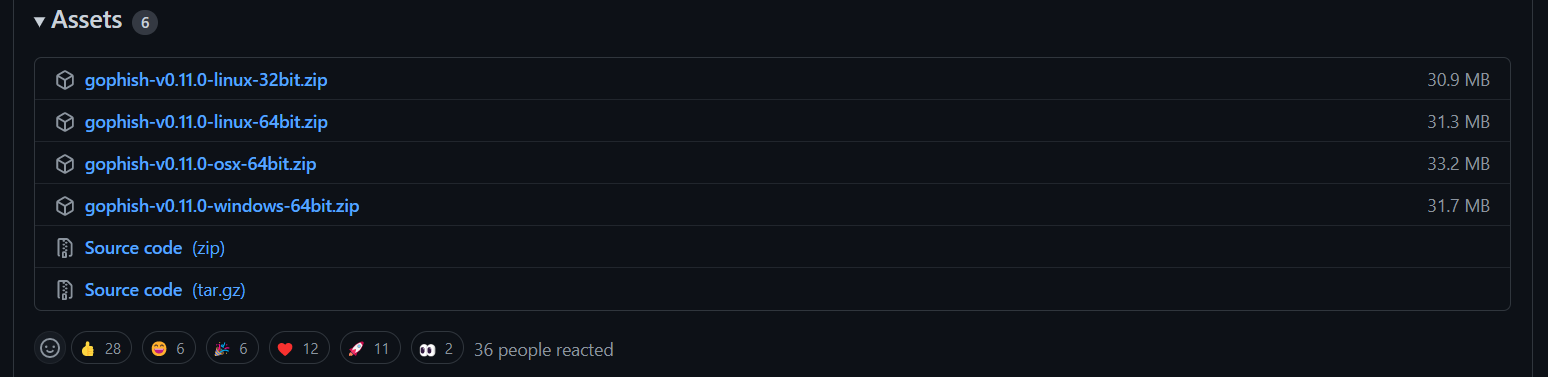 Assets 6
gophish-v0.11.0-linux-32bit.zip 30.9 MB
gophish-v0.11.0-linux-64bit.zip 31.3 MB
gophish-v0.11.0-osx-64bit.zip 33.2 MB
gophish-v0.11.0-windows-64bit.zip 31.7 MB
Source code (zip)
Source code (tar.gz)
28 6 6 12 11 2 36 people reacted